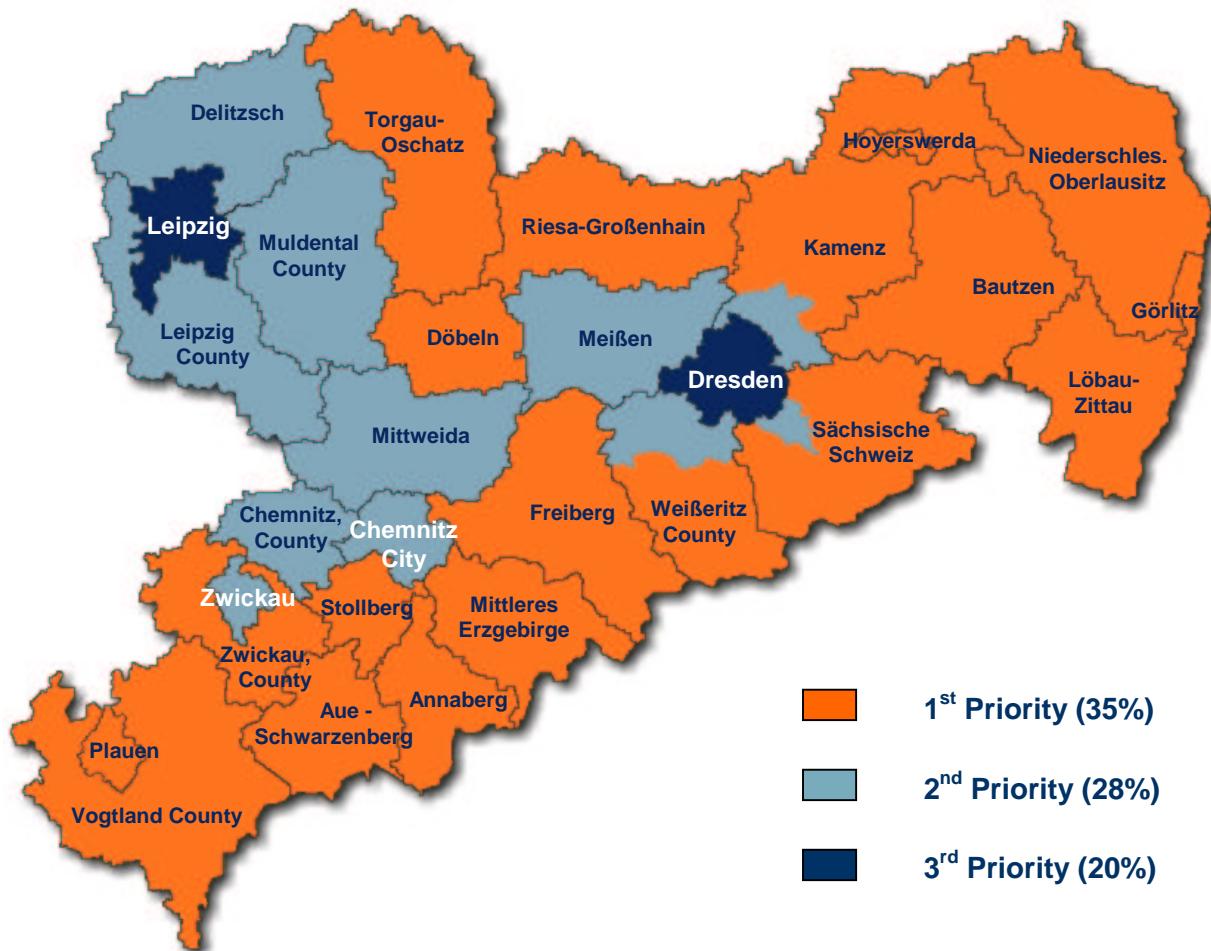 Delitzsch
Torgau-
Oschatz
Hoyerswerda
Niederschles.
Oberlausitz
Leipzig
Muldental
County
Riesa-Großenhain
Kamenz
Bautzen
Görlitz
Leipzig
County
Döbeln
Meißen
Dresden
Löbau-
Zittau
Mittweida
Sächsische
Schweiz
Chemnitz,
County
Chemnitz
City
Freiberg
Weißeritz
County
Zwickau
Stollberg
Mittleres
Erzgebirge
Zwickau,
County
Annaberg
Aue -
Schwarzenberg
Plauen
Vogtland County
1st Priority (35%)
2nd Priority (28%)
3rd Priority (20%)